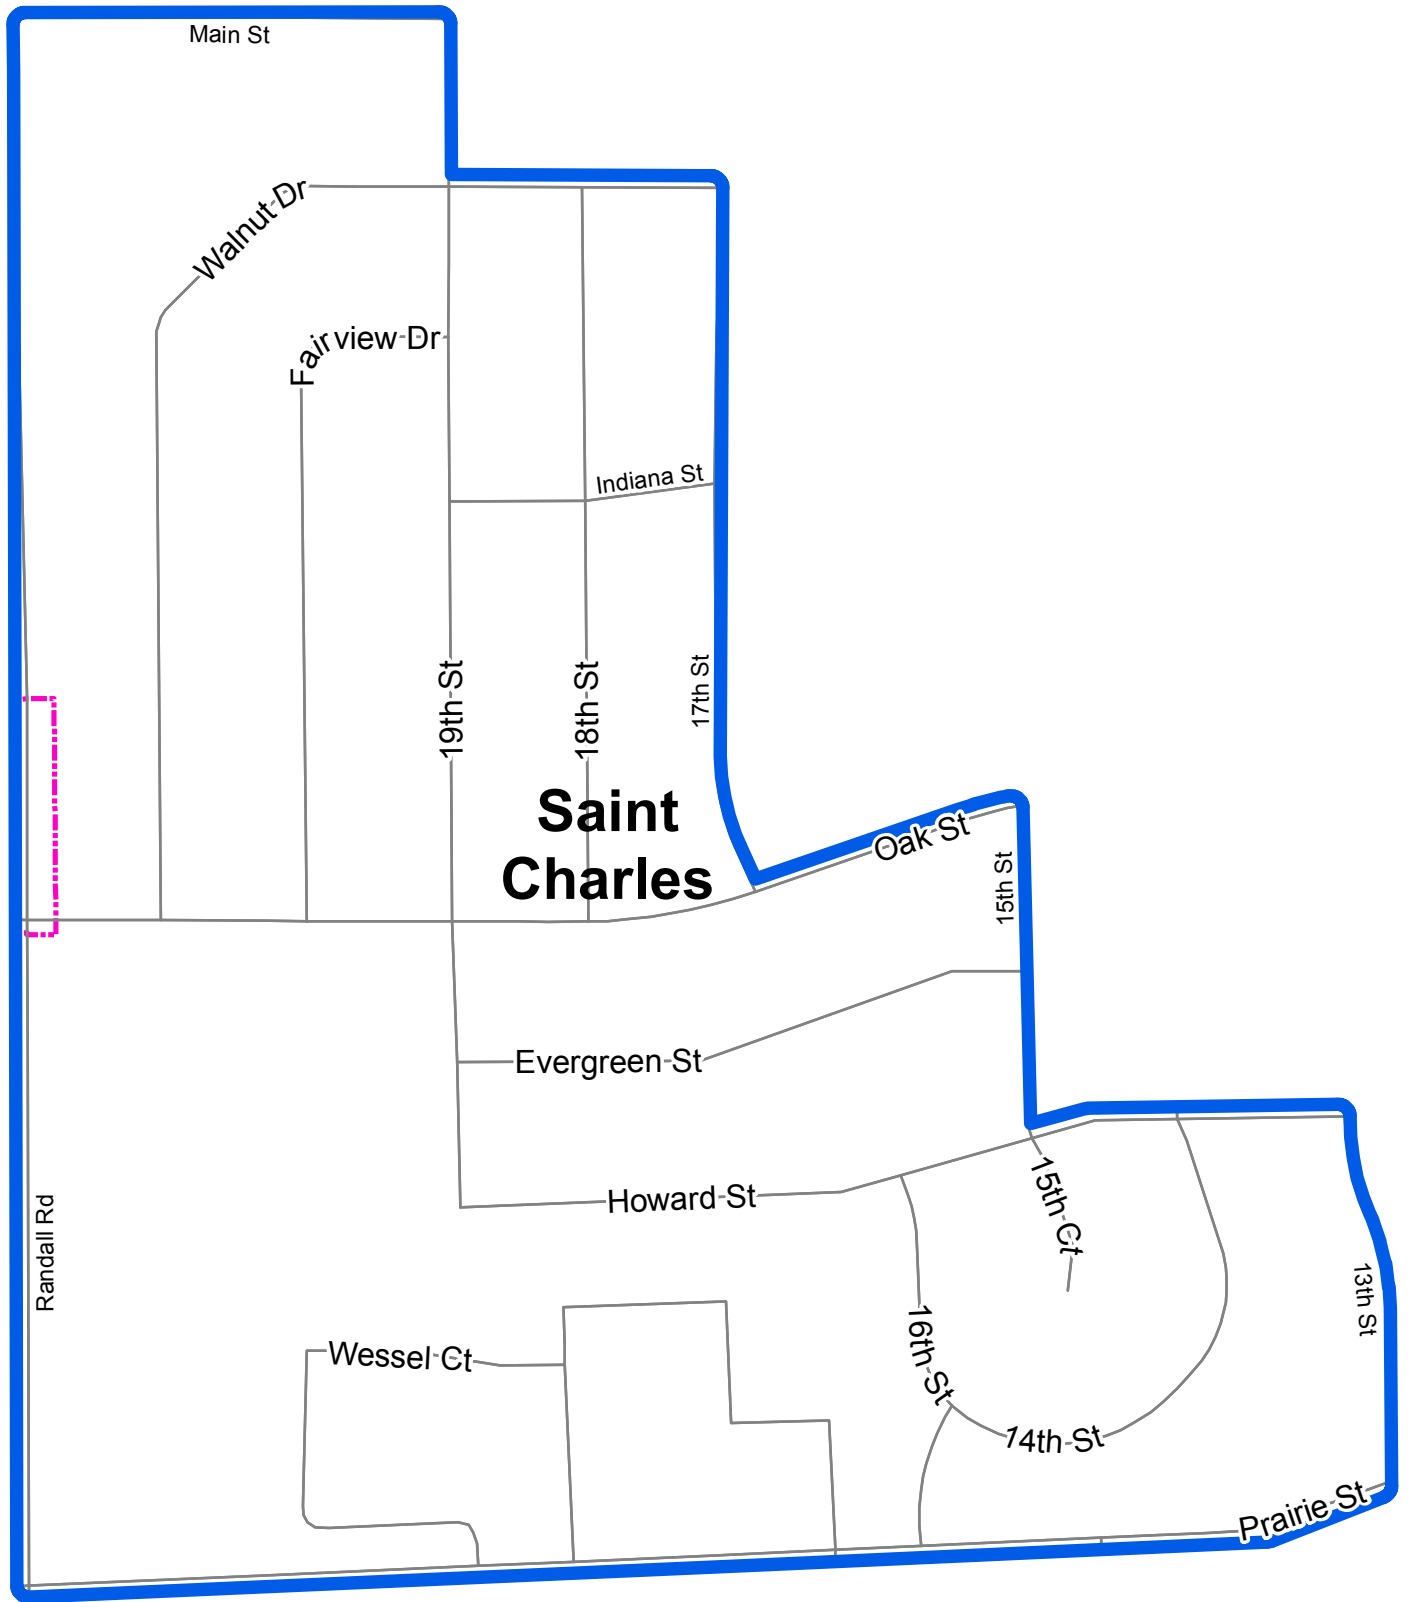 Main St
Walnut Dr
Fairview Dr
Indiana St
19th St
18th St
17th St
Saint
Charles
Oak St
15th St
Evergreen St
Howard St
15th Ct
Randall Rd
13th St
16th St
Wessel Ct
14th St
Prairie St